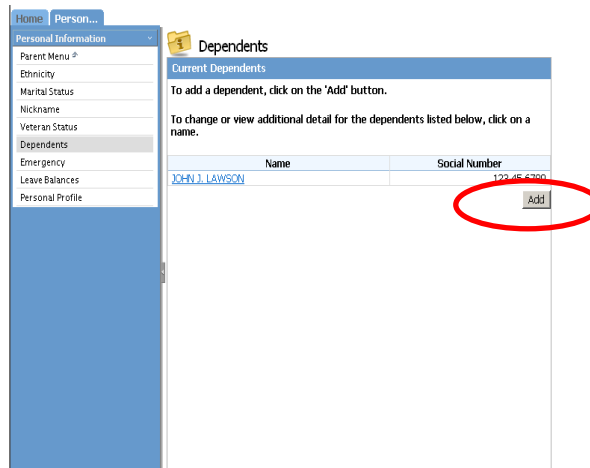 Home Person...
Personal Information
Parent Menu
Ethnicity
Marital Status
Nickname
Veteran Status
Dependents
Emergency
Leave Balances
Personal Profile
Dependents
Current Dependents
To add a dependent, click on the 'Add' button.
To change or view additional detail for the dependents listed below, click on a
name.
Name Social Number
JOHN J. LAWSON 123-45-6789
Add